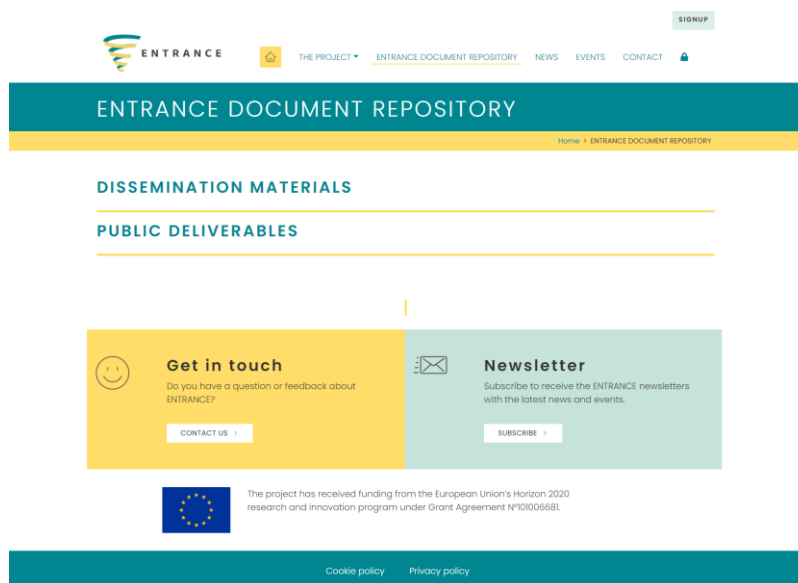 SIGNUP
ENTRANCE
THE PROJECT
ENTRANCE DOCUMENT REPOSITORY
NEWS
EVENTS
CONTACT
ENTRANCE DOCUMENT REPOSITORY
Home > ENTRANCE DOCUMENT REPOSITORY
DISSEMINATION MATERIALS
PUBLIC DELIVERABLES
Get in touch
Do you have a question or feedback about
ENTRANCE?
CONTACT US >
Newsletter
Subscribe to receive the ENTRANCE newsletters
with the latest news and events.
SUBSCRIBE >
The project has received funding from the European Union's Horizon 2020
research and innovation program under Grant Agreement Nº101006681.
Cookie policy
Privacy policy